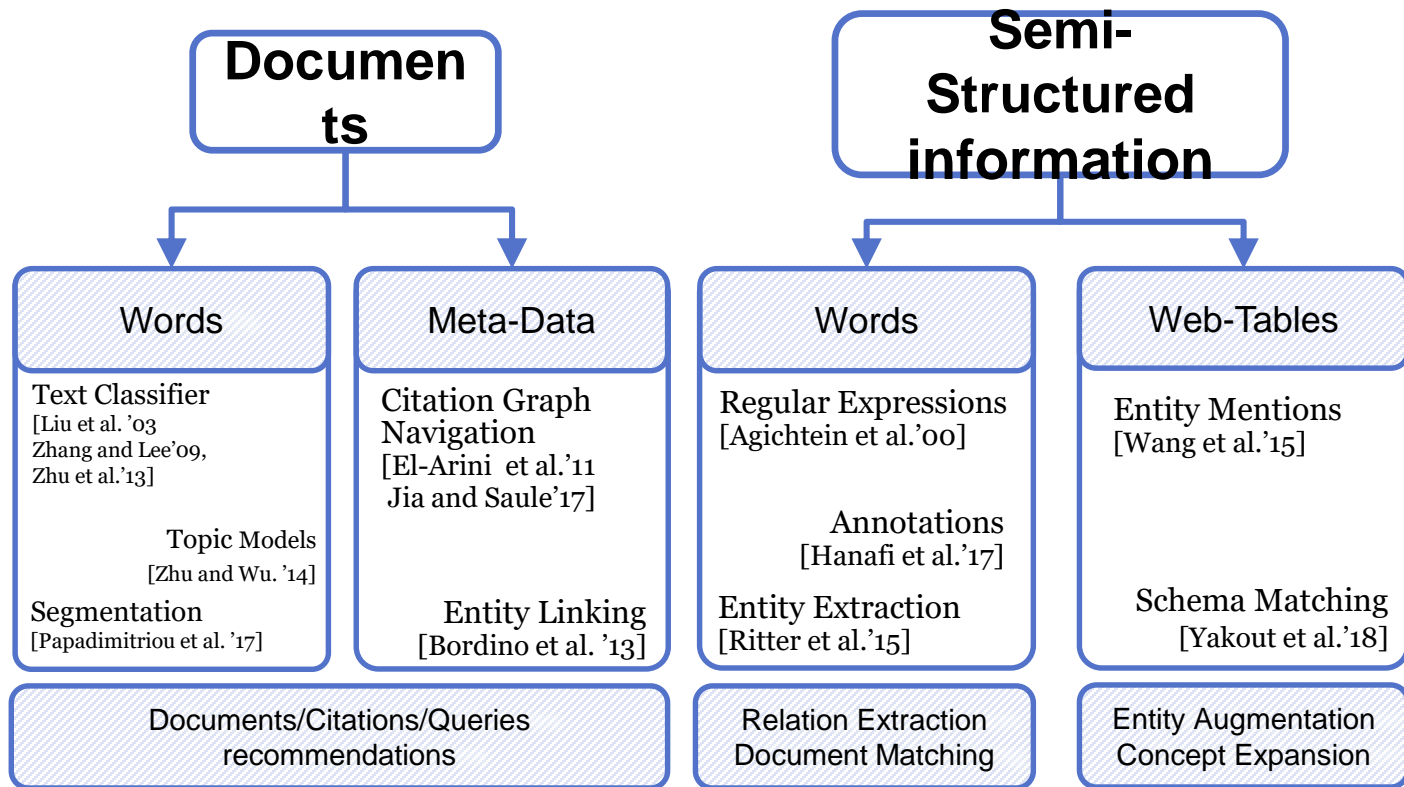 Documen
ts
Semi-
Structured
information
Words
Text Classifier
[Liu et al. ’03
Zhang and Lee’09,
Zhu et al.’13]
Topic Models
[Zhu and Wu. ’14]
Segmentation
[Papadimitriou et al. ’17]
Meta-Data
Citation Graph
Navigation
[El-Arini et al.’11
Jia and Saule’17]
Entity Linking
[Bordino et al. ’13]
Documents/Citations/Queries
recommendations
Words
Regular Expressions
[Agichtein et al.’00]
Annotations
[Hanafi et al.’17]
Entity Extraction
[Ritter et al.’15]
Relation Extraction
Document Matching
Web-Tables
Entity Mentions
[Wang et al.’15]
Schema Matching
[Yakout et al.’18]
Entity Augmentation
Concept Expansion